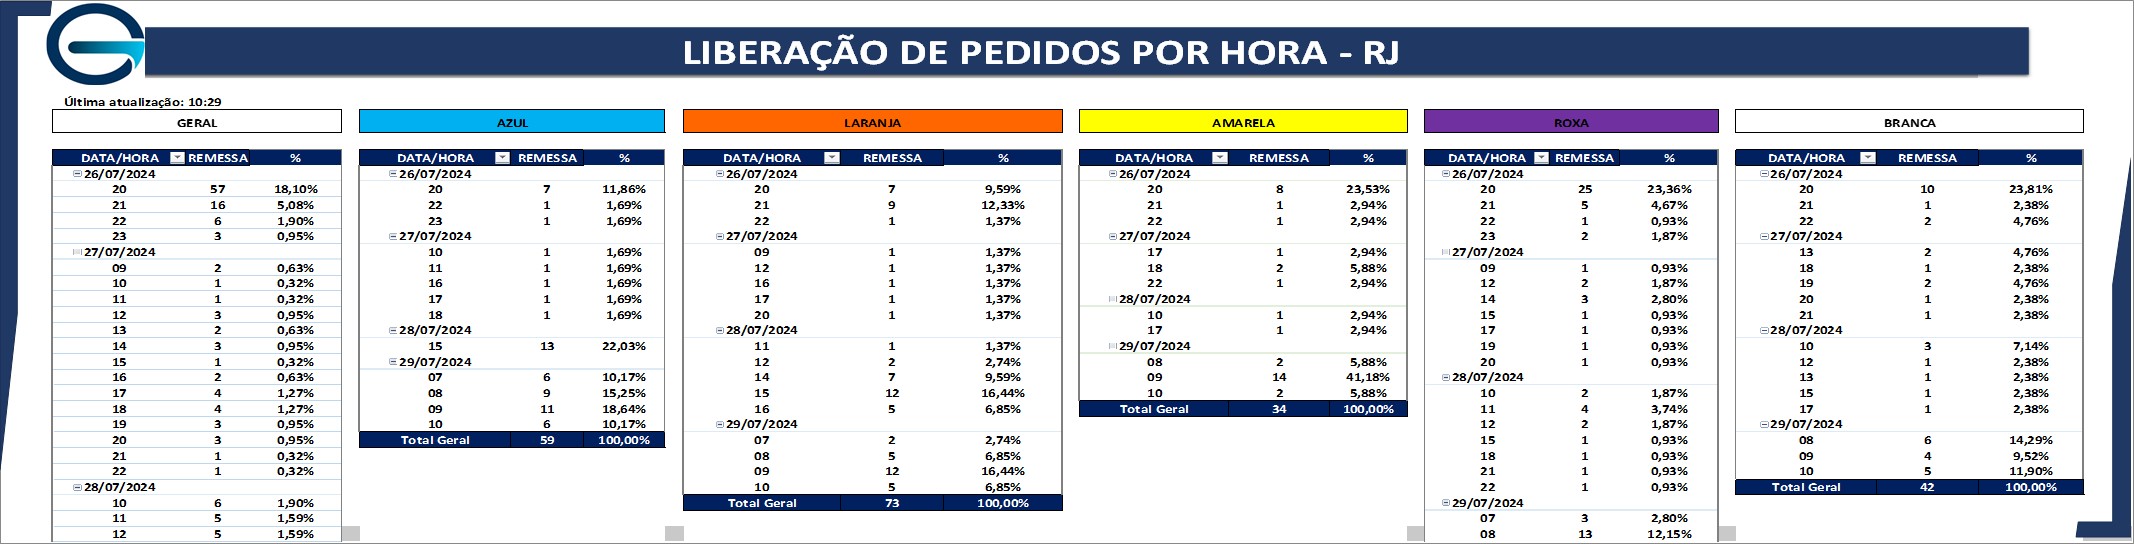 LIBERAÇÃO DE PEDIDOS POR HORA - RJ
Última atualização: 10:29
GERAL
DATA/HORA REMESSA %
26/07/2024
20 57 18,10%
21 16 5,08%
22 6 1,90%
23 3 0,95%
27/07/2024
09 2 0,63%
10 1 0,32%
11 1 0,32%
12 3 0,95%
13 2 0,63%
14 3 0,95%
15 1 0,32%
16 2 0,63%
17 4 1,27%
18 4 1,27%
19 3 0,95%
20 3 0,95%
21 1 0,32%
22 1 0,32%
28/07/2024
10 6 1,90%
11 5 1,59%
12 5 1,59%
AZUL
DATA/HORA REMESSA %
26/07/2024
20 7 11,86%
22 1 1,69%
23 1 1,69%
27/07/2024
10 1 1,69%
11 1 1,69%
16 1 1,69%
17 1 1,69%
18 1 1,69%
28/07/2024
15 13 22,03%
29/07/2024
07 6 10,17%
08 9 15,25%
09 11 18,64%
10 6 10,17%
Total Geral 59 100,00%
LARANJA
DATA/HORA REMESSA %
26/07/2024
20 7 9,59%
21 9 12,33%
22 1 1,37%
27/07/2024
09 1 1,37%
12 1 1,37%
16 1 1,37%
17 1 1,37%
20 1 1,37%
28/07/2024
11 1 1,37%
12 2 2,74%
14 7 9,59%
15 12 16,44%
16 5 6,85%
29/07/2024
07 2 2,74%
08 5 6,85%
09 12 16,44%
10 5 6,85%
Total Geral 73 100,00%
AMARELA
DATA/HORA REMESSA %
26/07/2024
20 8 23,53%
21 1 2,94%
22 1 2,94%
27/07/2024
17 1 2,94%
18 2 5,88%
22 1 2,94%
28/07/2024
10 1 2,94%
17 1 2,94%
29/07/2024
08 2 5,88%
09 14 41,18%
10 2 5,88%
Total Geral 34 100,00%
ROXA
DATA/HORA REMESSA %
26/07/2024
20 25 23,36%
21 5 4,67%
22 1 0,93%
23 2 1,87%
27/07/2024
09 1 0,93%
12 2 1,87%
14 3 2,80%
15 1 0,93%
17 1 0,93%
19 1 0,93%
20 1 0,93%
28/07/2024
10 2 1,87%
11 4 3,74%
12 2 1,87%
15 1 0,93%
18 1 0,93%
21 1 0,93%
22 1 0,93%
29/07/2024
07 3 2,80%
08 13 12,15%
BRANCA
DATA/HORA REMESSA %
26/07/2024
20 10 23,81%
21 1 2,38%
22 2 4,76%
27/07/2024
13 2 4,76%
18 1 2,38%
19 2 4,76%
20 1 2,38%
21 1 2,38%
28/07/2024
10 3 7,14%
12 1 2,38%
13 1 2,38%
15 1 2,38%
17 1 2,38%
29/07/2024
08 6 14,29%
09 4 9,52%
10 5 11,90%
Total Geral 42 100,00%